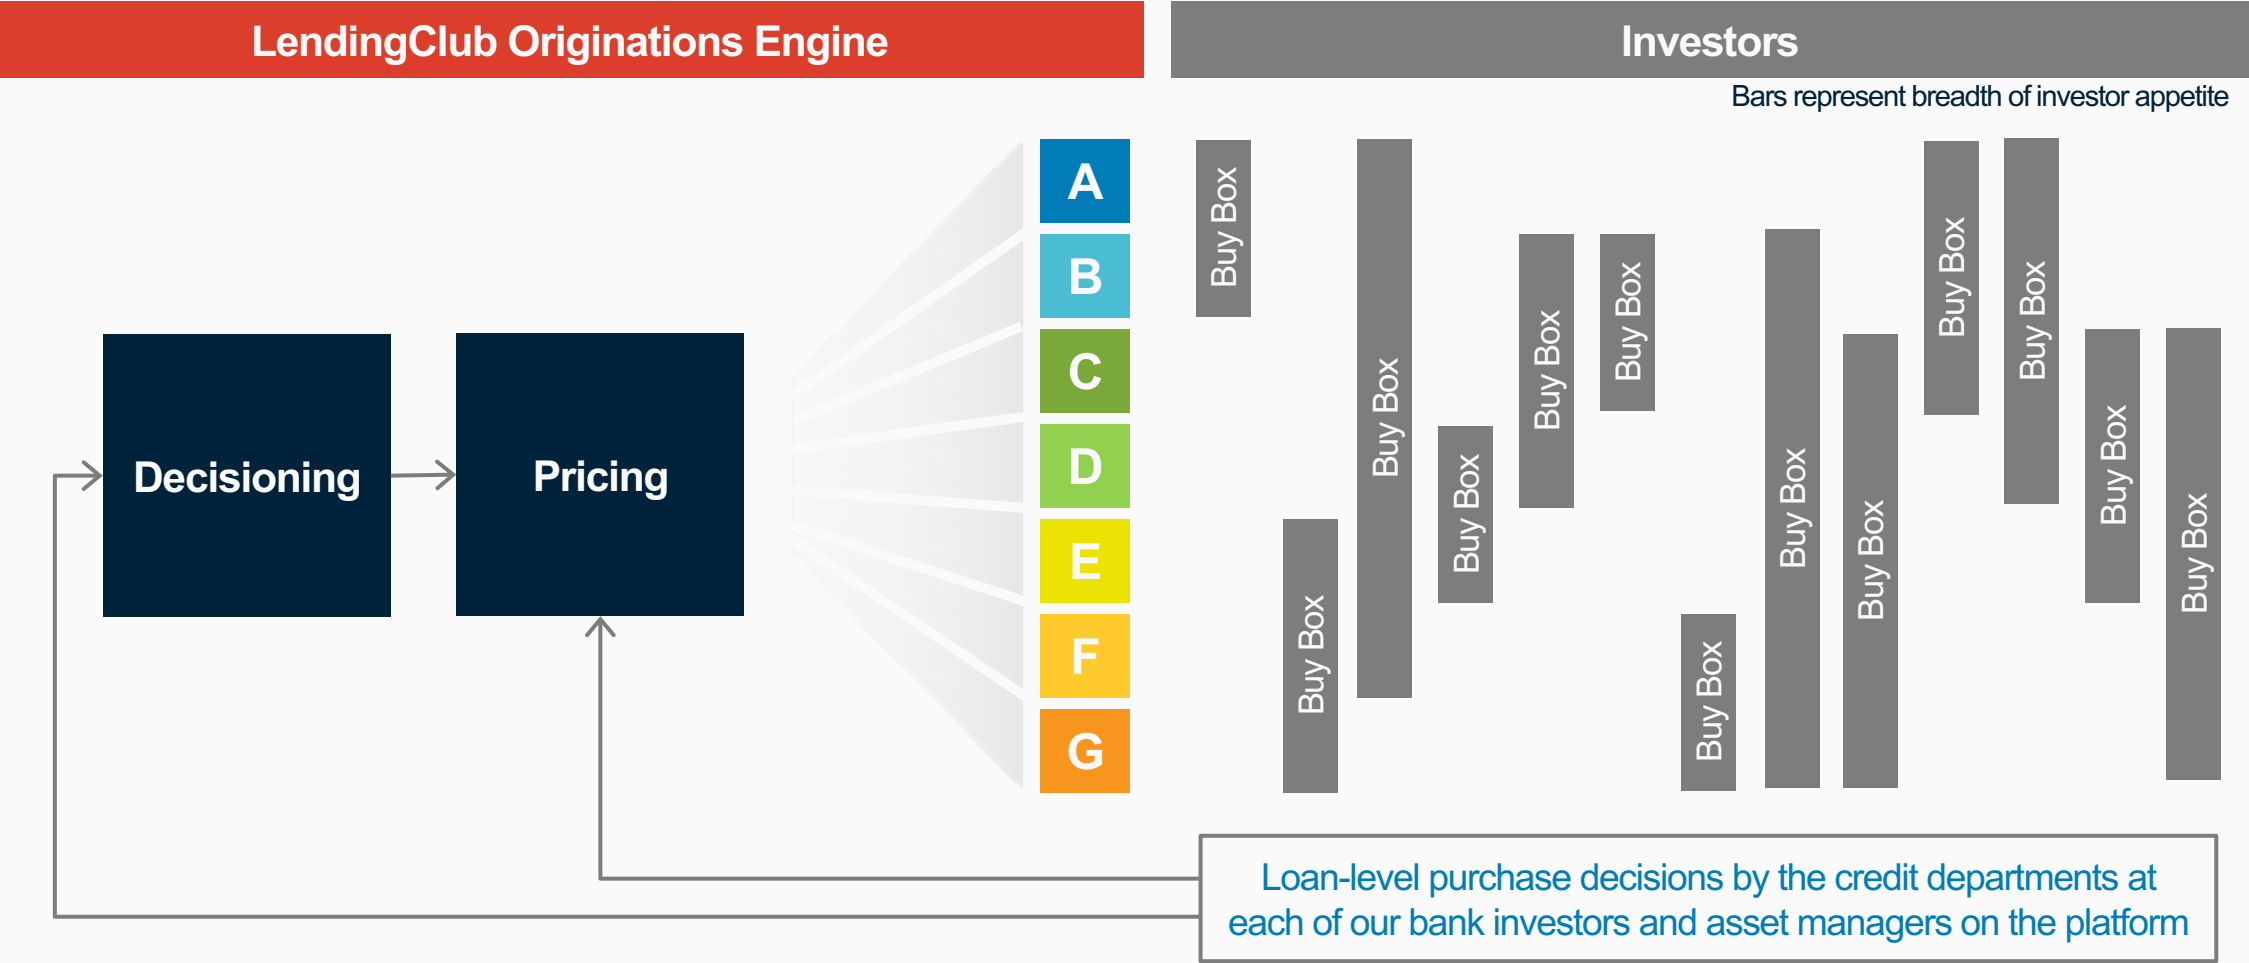 LendingClub Originations Engine
Investors
Bars represent breadth of investor appetite
A
B
C
D
E
F
G
Decisioning
Pricing
Buy Box
Buy Box
Buy Box
Buy Box
Buy Box
Buy Box
Buy Box
Buy Box
Buy Box
Buy Box
Buy Box
Buy Box
Buy Box
Loan-level purchase decisions by the credit departments at
each of our bank investors and asset managers on the platform